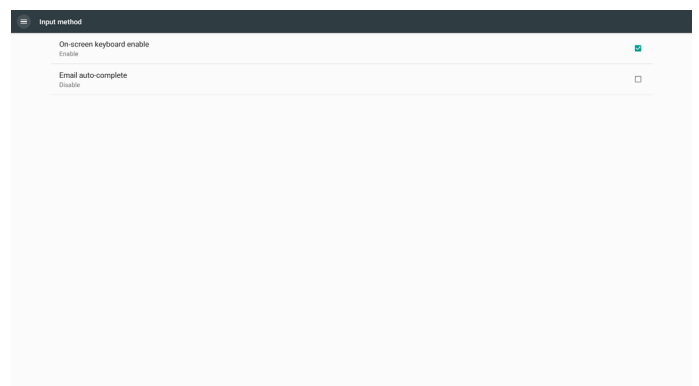 Input method
On-screen keyboard enable
Enable
Email auto-complete
Disable